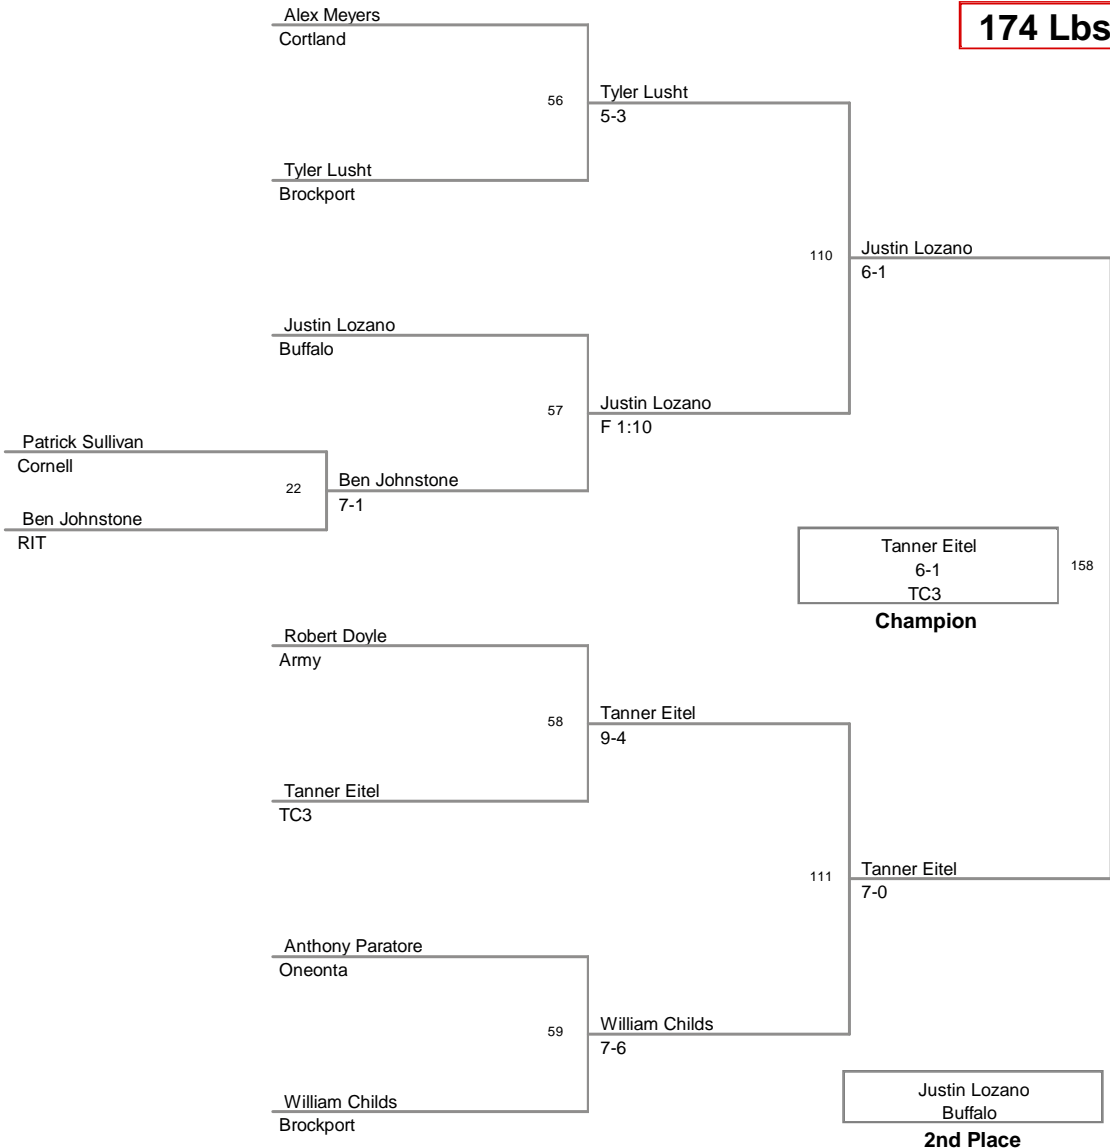 Alex Meyers
Cortland
174 Lbs
56
Tyler Lusht
5-3
Tyler Lusht
Brockport
110
Justin Lozano
6-1
Justin Lozano
Buffalo
57
Justin Lozano
F 1:10
Patrick Sullivan
Cornell
22
Ben Johnstone
7-1
Ben Johnstone
RIT
Tanner Eitel
6-1
TC3
158
Champion
Robert Doyle
Army
58
Tanner Eitel
9-4
Tanner Eitel
TC3
111
Tanner Eitel
7-0
Anthony Paratore
Oneonta
59
William Childs
7-6
William Childs
Brockport
Justin Lozano
Buffalo
2nd Place